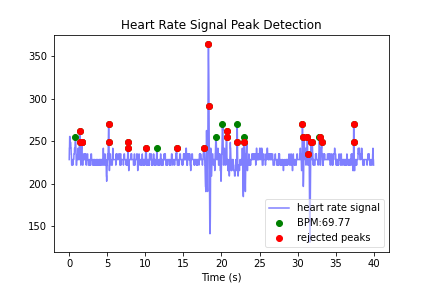 Heart Rate Signal Peak Detection
350
300
250
200
150
heart rate signal
BPM:69.77
rejected peaks
0 5 10 15 20 25 30 35 40
Time (s)